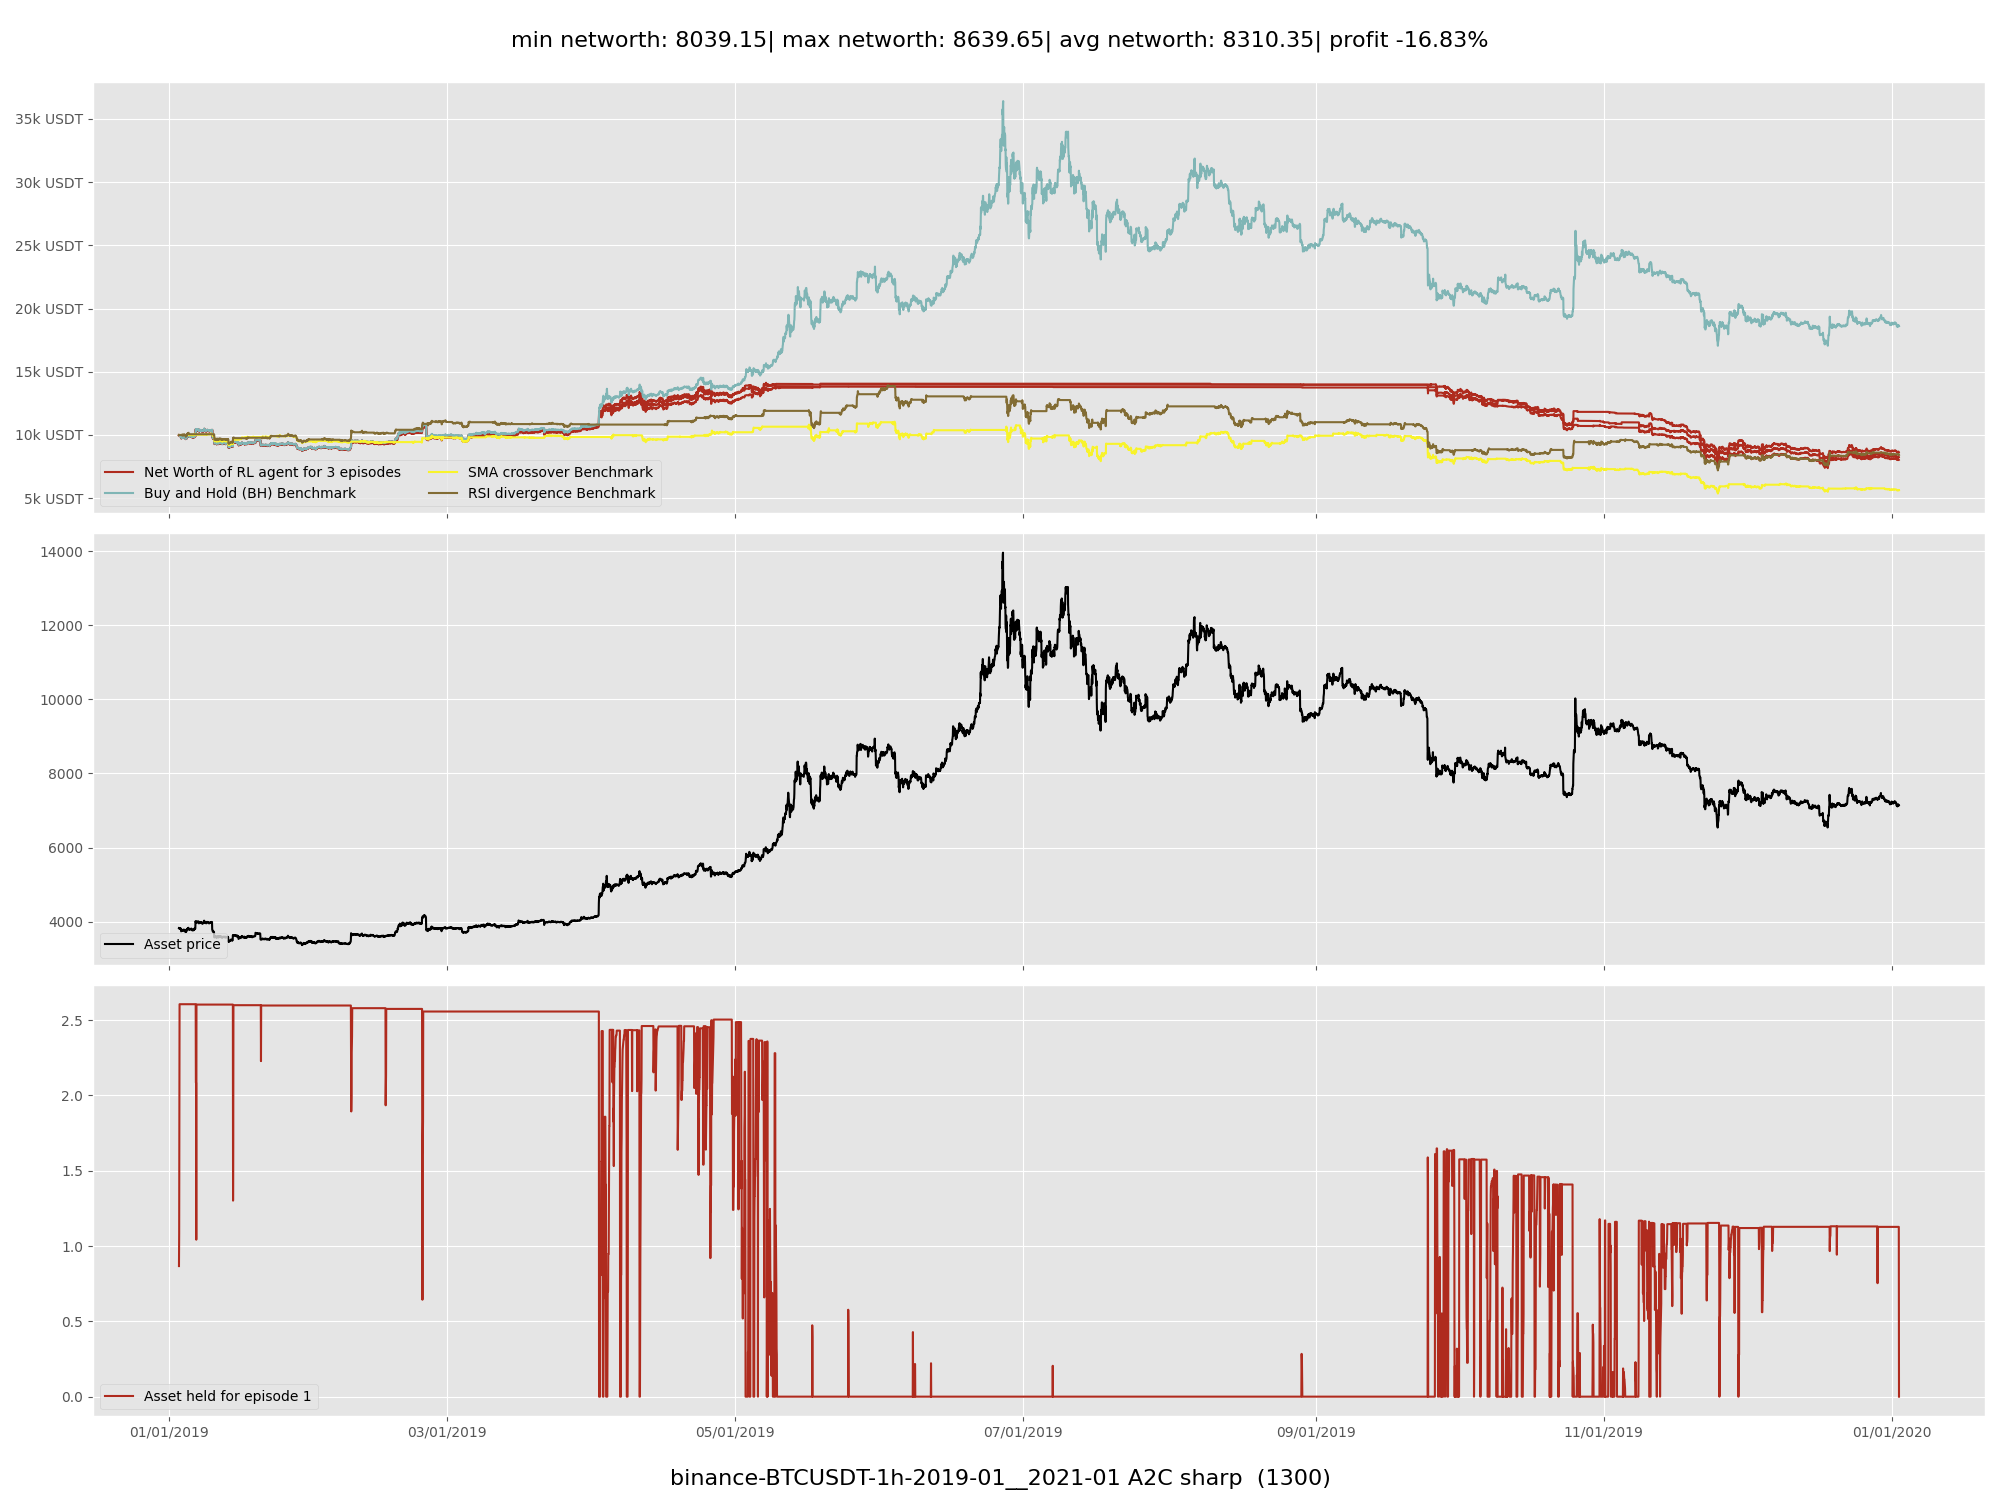 min networth: 8039.15| max networth: 8639.65| avg networth: 8310.35| profit -16.83%
35k USDT
30k USDT
25k USDT
20k USDT
15k USDT
10k USDT
5k USDT
Net Worth of RL agent for 3 episodes
Buy and Hold (BH) Benchmark
SMA crossover Benchmark
RSI divergence Benchmark
14000
12000
10000
8000
6000
4000
Asset price
2.5
2.0
1.5
1.0
0.5
0.0
Asset held for episode 1
01/01/2019 03/01/2019 05/01/2019 07/01/2019 09/01/2019 11/01/2019 01/01/2020
binance-BTCUSDT-1h-2019-01__2021-01 A2C sharp  (1300)